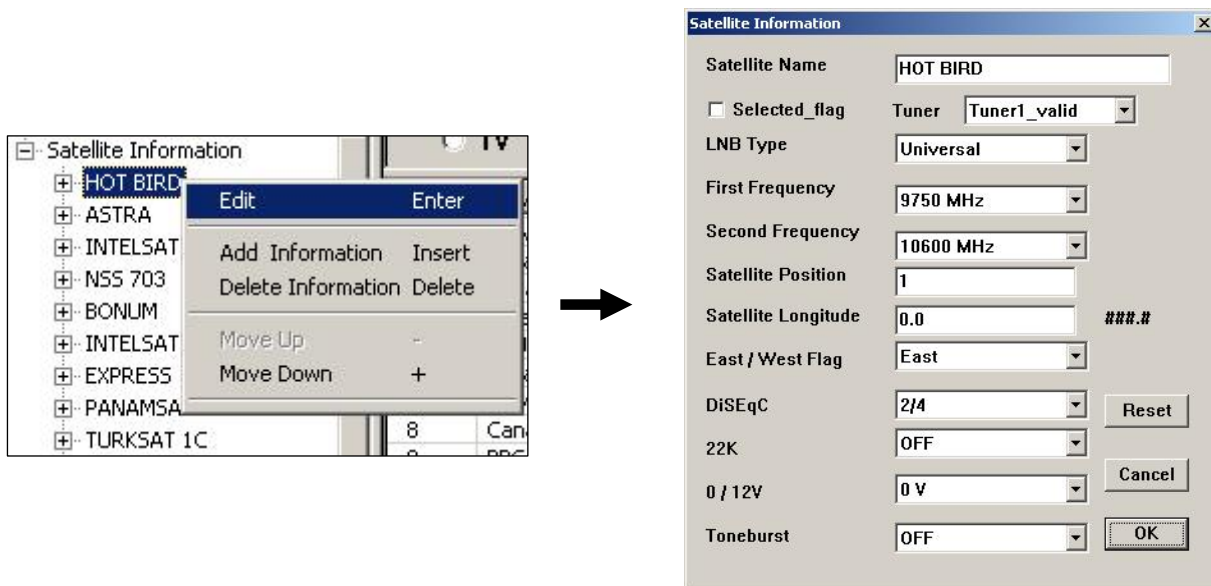 Satellite Information
HOT BIRD
ASTRA
INTELSAT
NSS 703
BONUM
INTELSAT
EXPRESS
PANAMSA
TURKSAT 1C
TV
Edit Enter
Add Information Insert
Delete Information Delete
Move Up -
Move Down +
8
Satellite Information
Satellite Name HOT BIRD
Selected_flag Tuner Tuner1_valid
LNB Type Universal
First Frequency 9750 MHz
Second Frequency 10600 MHz
Satellite Position 1
Satellite Longitude 0.0 ###.#
East / West Flag East
DiSEqC 2/4 Reset
22K OFF
0 / 12V 0 V Cancel
Toneburst OFF OK